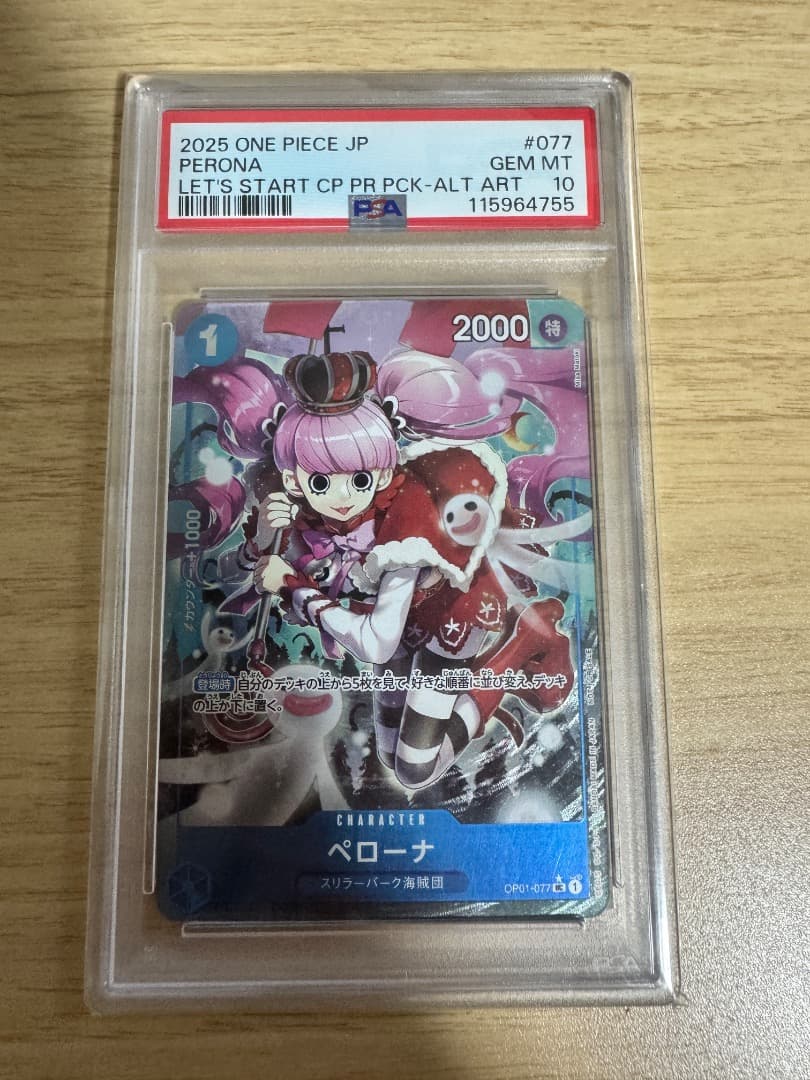 2025 ONE PIECE JP #077
PERONA GEM MT
LET'S START CP PR PCK-ALT ART 10
PSA 115964755
1
2000 特
カウンター+1000
登場時 自分のデッキの上から5枚を見て、好きな順番に並び変え、デッキ
の上か下に置く。
CHARACTER
ペローナ
スリラーバーク海賊団
OP01-077 UC 1
PSA